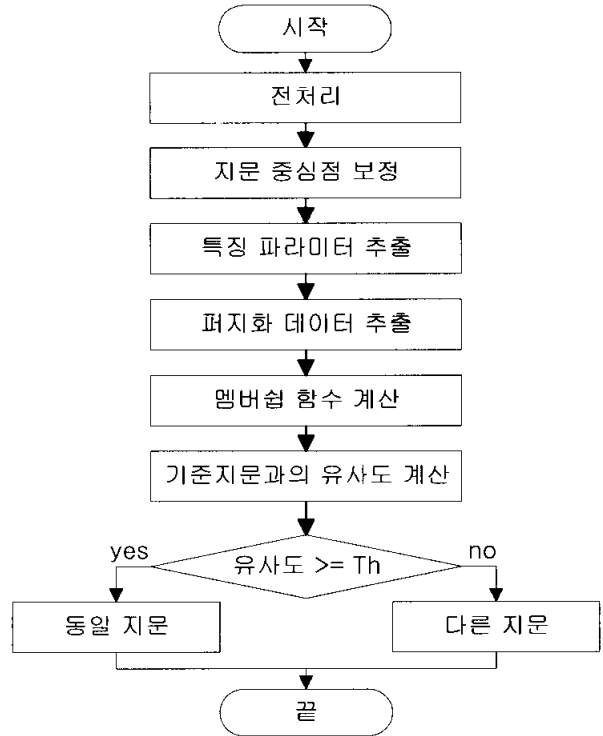 시작
전처리
지문 중심점 보정
특징 파라미터 추출
퍼지화 데이터 추출
멤버쉽 함수 계산
기준지문과의 유사도 계산
유사도 >= Th
yes
no
동일 지문
다른 지문
끝